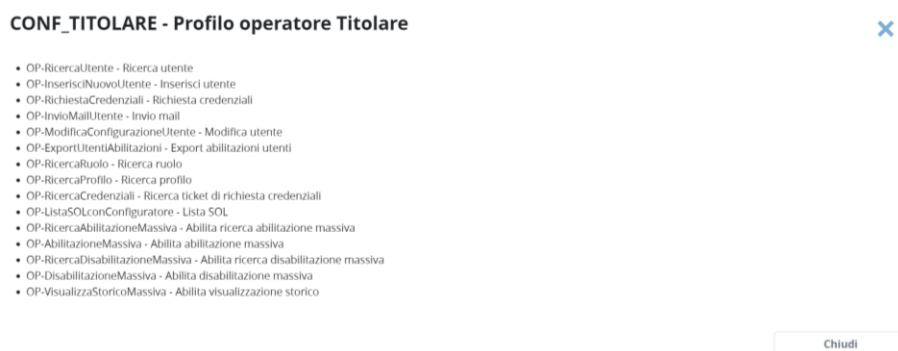 CONF_TITOLARE - Profilo operatore Titolare
• OP-RicercaUtente - Ricerca utente
• OP-InserisciNuovoUtente - Inserisci utente
• OP-RichiestaCredenziali - Richiesta credenziali
• OP-InvioMailUtente - Invio mail
• OP-ModificaConfigurazioneUtente - Modifica utente
• OP-ExportUtentiAbilitazioni - Export abilitazioni utenti
• OP-RicercaRuolo - Ricerca ruolo
• OP-RicercaProfilo - Ricerca profilo
• OP-RicercaCredenziali - Ricerca ticket di richiesta credenziali
• OP-ListaSOLconConfiguratore - Lista SOL
• OP-RicercaAbilitazioneMassiva - Abilita ricerca abilitazione massiva
• OP-AbilitazioneMassiva - Abilita abilitazione massiva
• OP-RicercaDisabilitazioneMassiva - Abilita ricerca disabilitazione massiva
• OP-DisabilitazioneMassiva - Abilita disabilitazione massiva
• OP-VisualizzaStoricoMassiva - Abilita visualizzazione storico
Chiudi